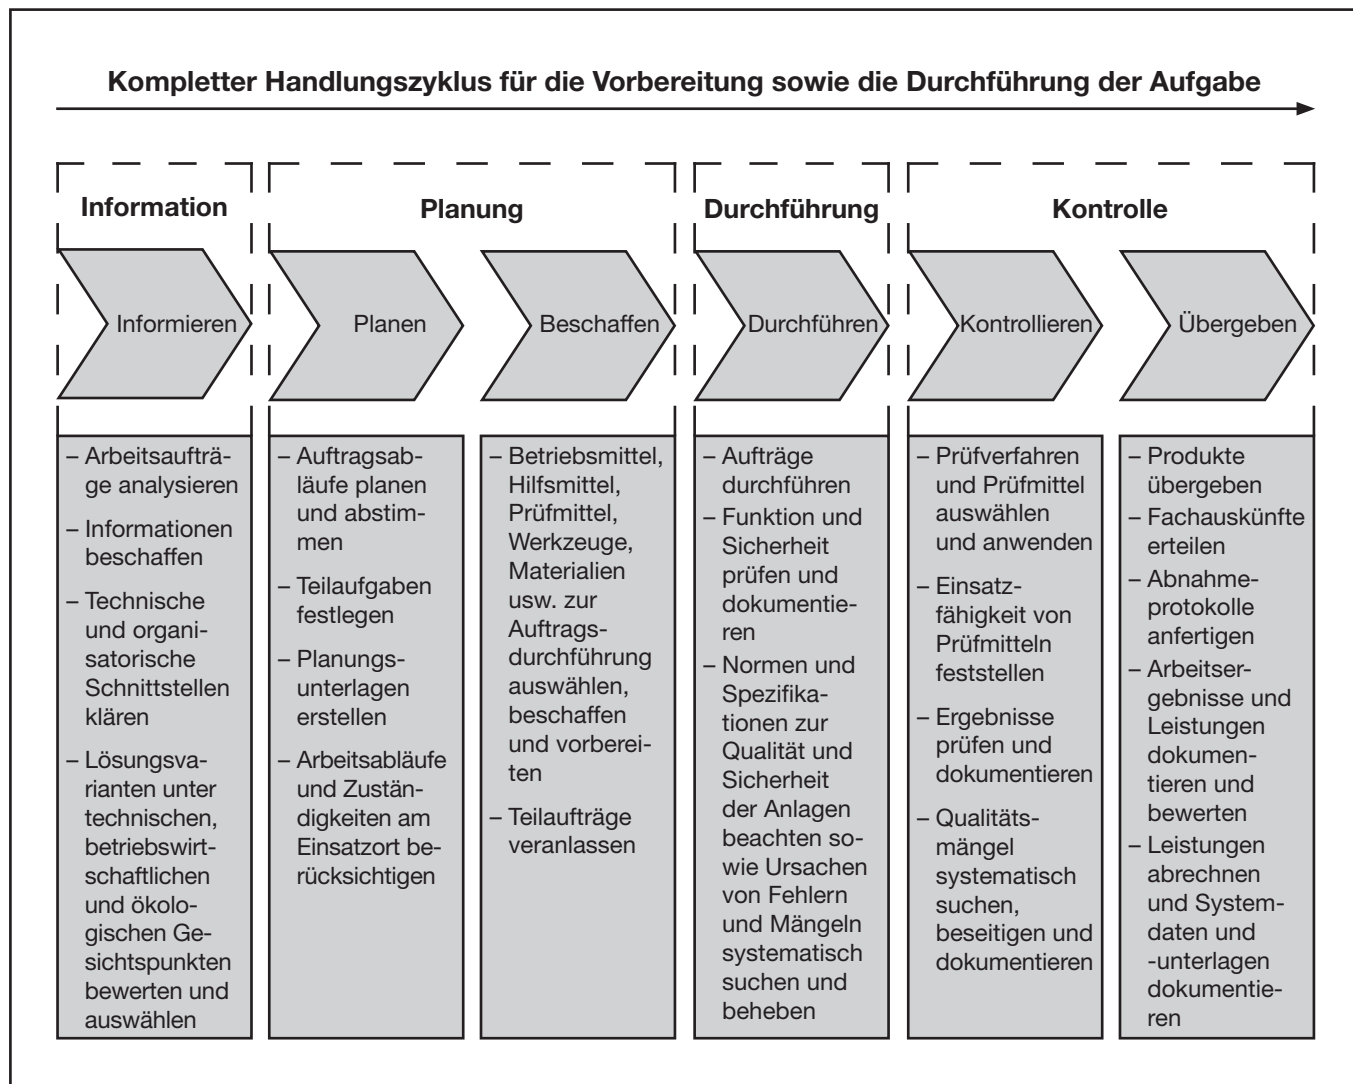 Kompletter Handlungszyklus für die Vorbereitung sowie die Durchführung der Aufgabe
Information
Planung
Durchführung
Kontrolle
Informieren
Planen
Beschaffen
Durchführen
Kontrollieren
Übergeben
– Arbeitsaufträ-
ge analysieren
– Informationen
beschaffen
– Technische
und organi-
satorische
Schnittstellen
klären
– Lösungsva-
rianten unter
technischen,
betriebswirt-
schaftlichen
und ökolo-
gischen Ge-
sichtspunkten
bewerten und
auswählen
– Auftragsab-
läufe planen
und abstim-
men
– Teilaufgaben
festlegen
– Planungs-
unterlagen
erstellen
– Arbeitsabläufe
und Zustän-
digkeiten am
Einsatzort be-
rücksichtigen
– Betriebsmittel,
Hilfsmittel,
Prüfmittel,
Werkzeuge,
Materialien
usw. zur
Auftrags-
durchführung
auswählen,
beschaffen
und vorberei-
ten
– Teilaufträge
veranlassen
– Aufträge
durchführen
– Funktion und
Sicherheit
prüfen und
dokumentie-
ren
– Normen und
Spezifika-
tionen zur
Qualität und
Sicherheit
der Anlagen
beachten so-
wie Ursachen
von Fehlern
und Mängeln
systematisch
suchen und
beheben
– Prüfverfahren
und Prüfmittel
auswählen
und anwenden
– Einsatz-
fähigkeit von
Prüfmitteln
feststellen
– Ergebnisse
prüfen und
dokumentieren
– Qualitäts-
mängel
systematisch
suchen,
beseitigen und
dokumentieren
– Produkte
übergeben
– Fachauskünfte
erteilen
– Abnahme-
protokolle
anfertigen
– Arbeitser-
gebnisse und
Leistungen
dokumen-
tieren und
bewerten
– Leistungen
abrechnen
und System-
daten und
-unterlagen
dokumentie-
ren